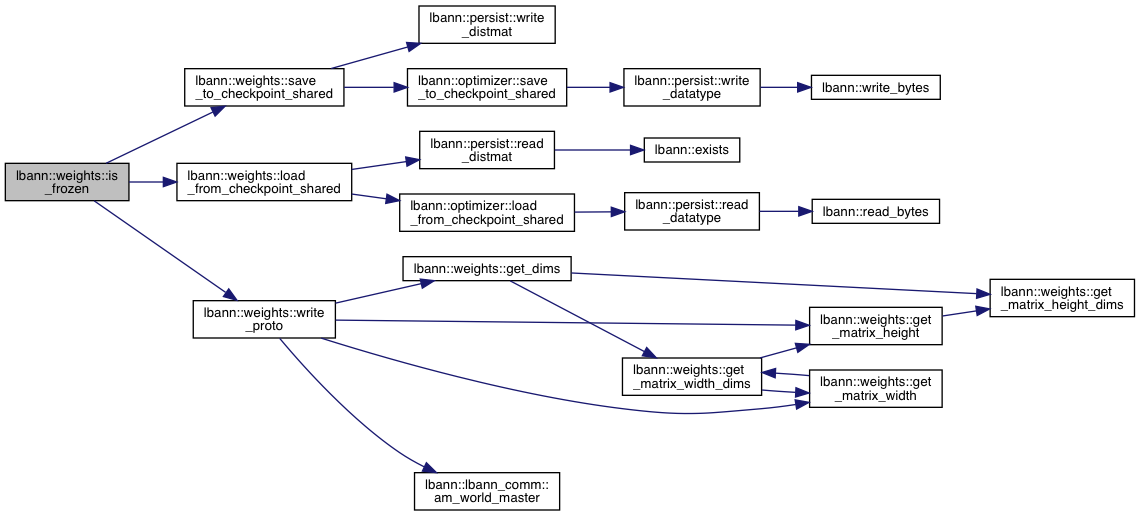 lbann::persist::write
_distmat
lbann::weights::save
_to_checkpoint_shared
lbann::optimizer::save
_to_checkpoint_shared
lbann::persist::write
_datatype
lbann::write_bytes
lbann::persist::read
_distmat
lbann::exists
lbann::weights::is
_frozen
lbann::weights::load
_from_checkpoint_shared
lbann::optimizer::load
_from_checkpoint_shared
lbann::persist::read
_datatype
lbann::read_bytes
lbann::weights::get_dims
lbann::weights::get
_matrix_height_dims
lbann::weights::write
_proto
lbann::weights::get
_matrix_height
lbann::weights::get
_matrix_width_dims
lbann::weights::get
_matrix_width
lbann::lbann_comm::
am_world_master